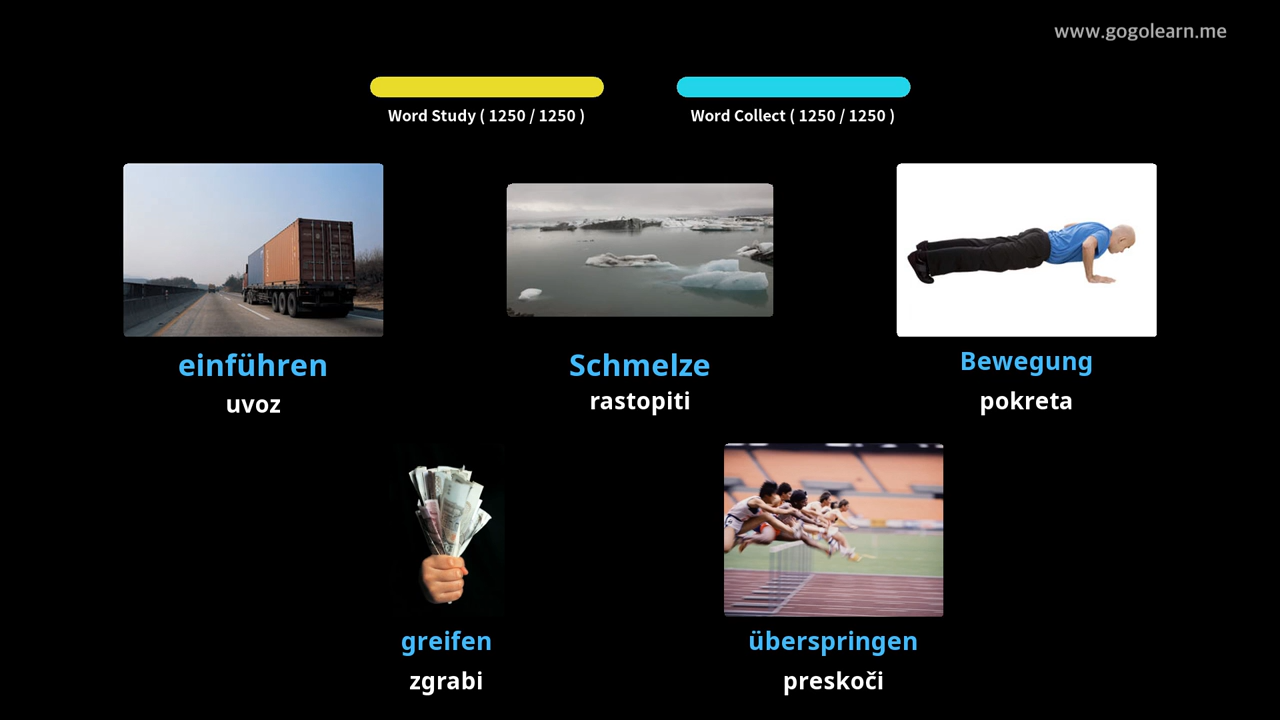 www.gogolearn.me
Word Study ( 1250 / 1250 )
Word Collect ( 1250 / 1250 )
einführen
Schmelze
Bewegung
uvoz
rastopiti
pokreta
greifen
überspringen
zgrabi
preskoči